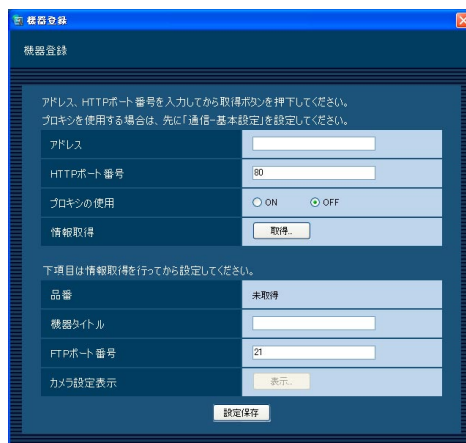 機器登録
機器登録
アドレス、HTTPポート番号を入力してから取得ボタンを押下してください。
プロキシを使用する場合は、先に「通信-基本設定」を設定してください。
アドレス
HTTPポート番号 80
プロキシの使用 ON OFF
情報取得 取得...
下項目は情報取得を行ってから設定してください。
品番 未取得
機器タイトル
FTPポート番号 21
カメラ設定表示 表示...
設定保存